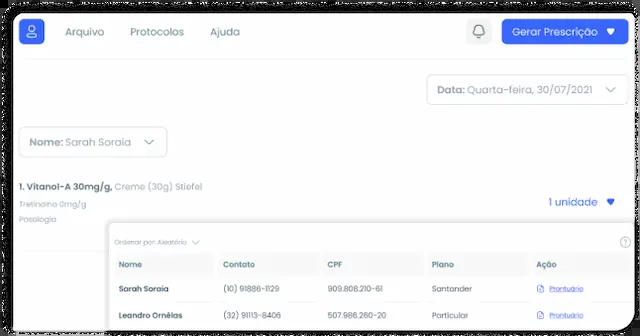 Arquivo Protocolos Ajuda Gerar Prescrição
Data: Quarta-feira, 30/07/2021
Nome: Sarah Soraia
1. Vitanol-A 30mg/g, Creme (30g) Stiefel
Tretinoína 0mg/g
1 unidade
Posologia
Ordenar por: Aleatório
Nome Contato CPF Plano Ação
Sarah Soraia (10) 91886-1129 909.808.210-61 Santander Prontuário
Leandro Ornélas (32) 91113-8406 507.986.260-20 Particular Prontuário